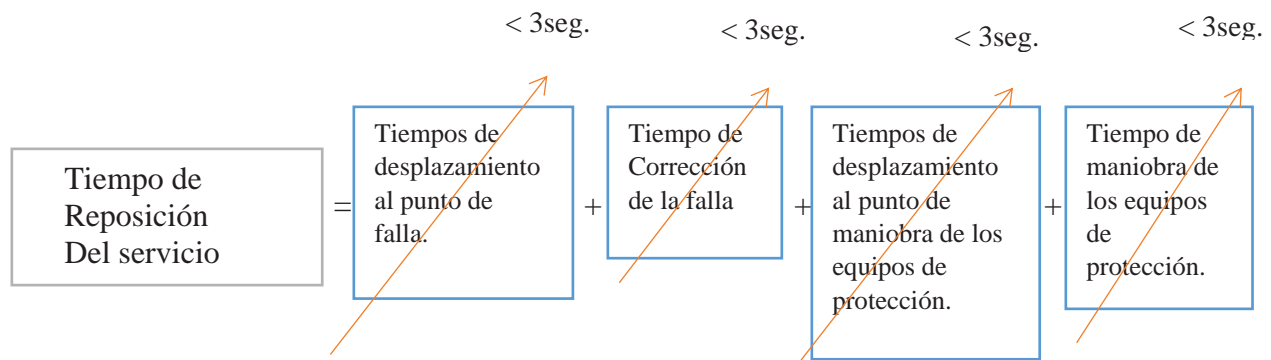 < 3seg.
< 3seg.
< 3seg.
< 3seg.
Tiempo de
Reposición
Del servicio
=
Tiempos de
desplazamiento
al punto de
falla.
+
Tiempo de
Corrección
de la falla
+
Tiempos de
desplazamiento
al punto de
maniobra de los
equipos de
protección.
+
Tiempo de
maniobra de
los equipos
de
protección.